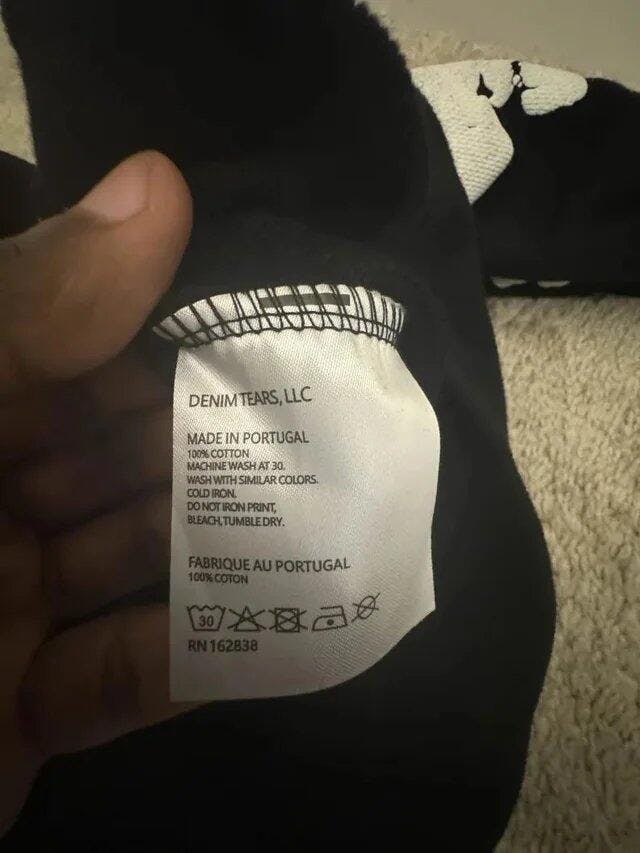 DENIM TEARS, LLC
MADE IN PORTUGAL
100% COTTON
MACHINE WASH AT 30.
WASH WITH SIMILAR COLORS.
COLD IRON.
DO NOT IRON PRINT,
BLEACH, TUMBLE DRY.
FABRIQUE AU PORTUGAL
100% COTON
30
RN 162838